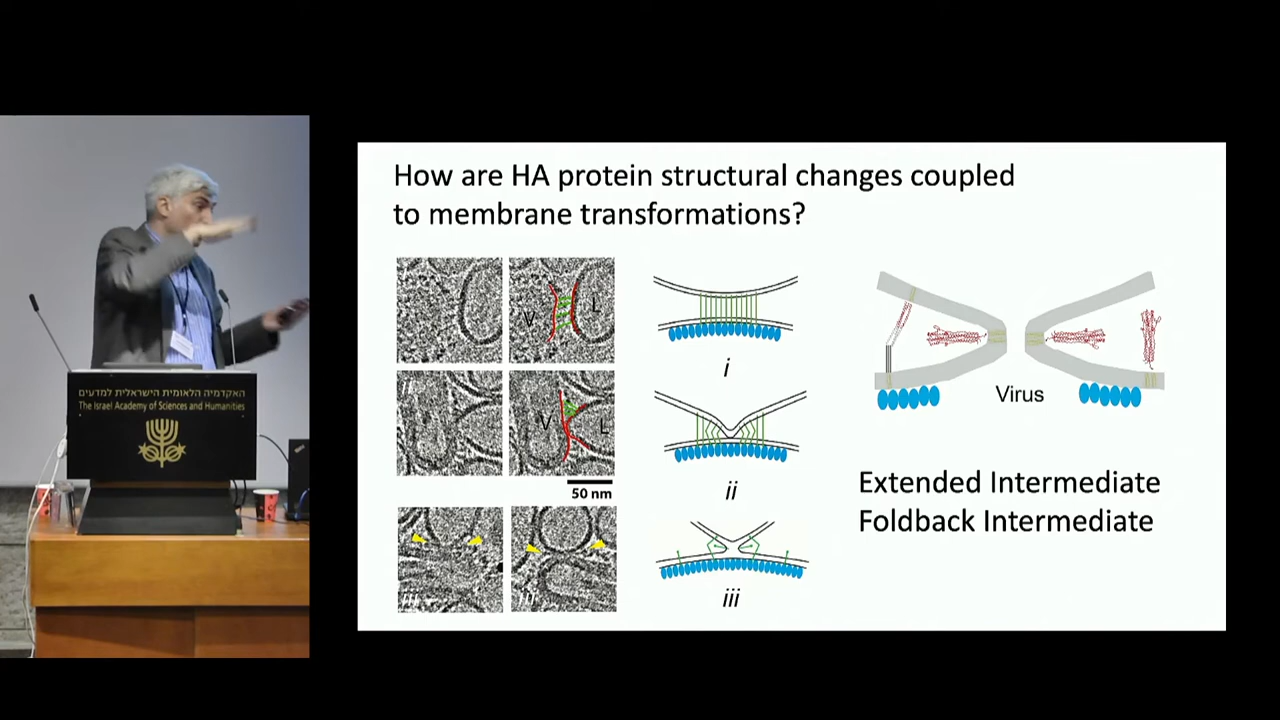 How are HA protein structural changes coupled
to membrane transformations?
V
L
i
V
L
ii
50 nm
iii
Virus
Extended Intermediate
Foldback Intermediate
האקדמיה הלאומית הישראלית למדעים
The Israel Academy of Sciences and Humanities